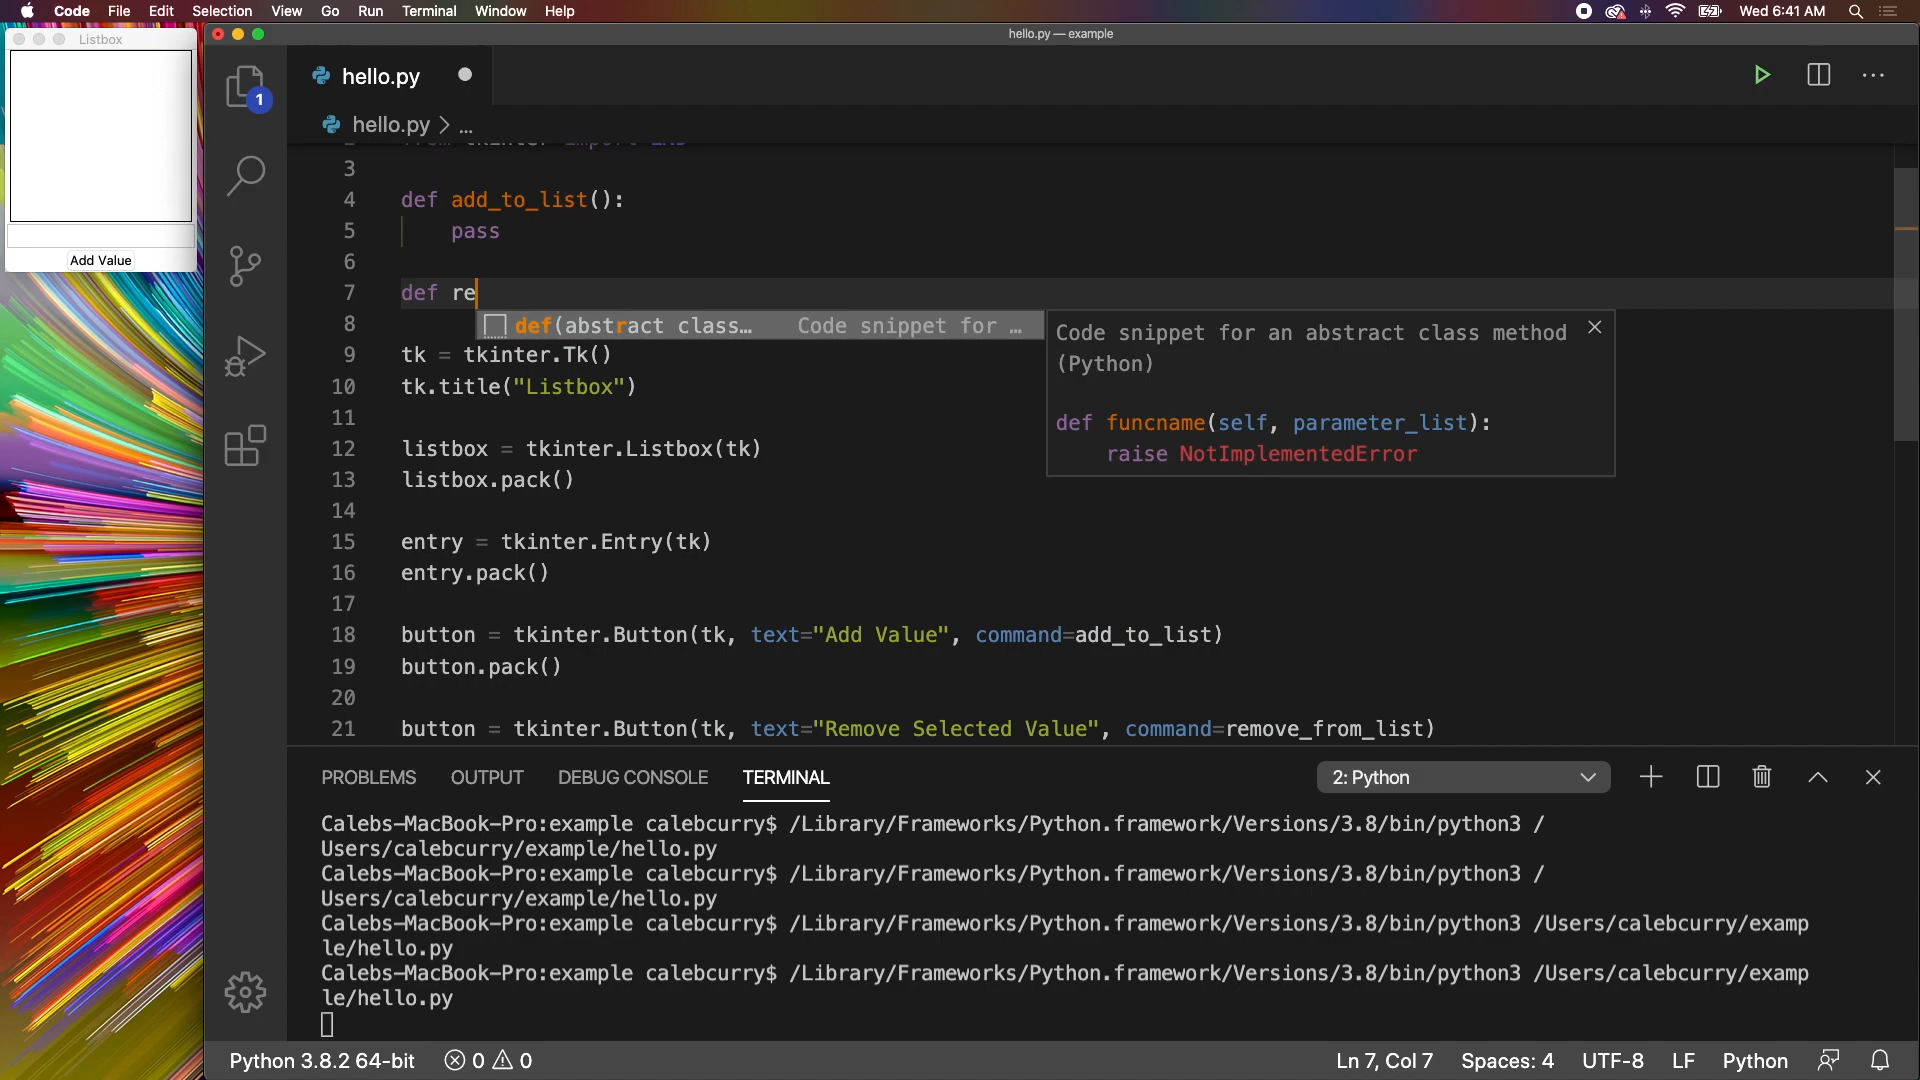 Code File Edit Selection View Go Run Terminal Window Help
Wed 6:41 AM
Listbox
hello.py — example
hello.py
1
hello.py > ...
3
4 def add_to_list():
5 pass
6
7 def re
def(abstract class… Code snippet for …
Code snippet for an abstract class method
(Python)
def funcname(self, parameter_list):
raise NotImplementedError
8
9 tk = tkinter.Tk()
10 tk.title("Listbox")
11
12 listbox = tkinter.Listbox(tk)
13 listbox.pack()
14
15 entry = tkinter.Entry(tk)
16 entry.pack()
17
18 button = tkinter.Button(tk, text="Add Value", command=add_to_list)
19 button.pack()
20
21 button = tkinter.Button(tk, text="Remove Selected Value", command=remove_from_list)
Add Value
PROBLEMS OUTPUT DEBUG CONSOLE TERMINAL
2: Python
Calebs-MacBook-Pro:example calebcurry$ /Library/Frameworks/Python.framework/Versions/3.8/bin/python3 /
Users/calebcurry/example/hello.py
Calebs-MacBook-Pro:example calebcurry$ /Library/Frameworks/Python.framework/Versions/3.8/bin/python3 /
Users/calebcurry/example/hello.py
Calebs-MacBook-Pro:example calebcurry$ /Library/Frameworks/Python.framework/Versions/3.8/bin/python3 /Users/calebcurry/examp
le/hello.py
Calebs-MacBook-Pro:example calebcurry$ /Library/Frameworks/Python.framework/Versions/3.8/bin/python3 /Users/calebcurry/examp
le/hello.py
Python 3.8.2 64-bit 0 0
Ln 7, Col 7 Spaces: 4 UTF-8 LF Python